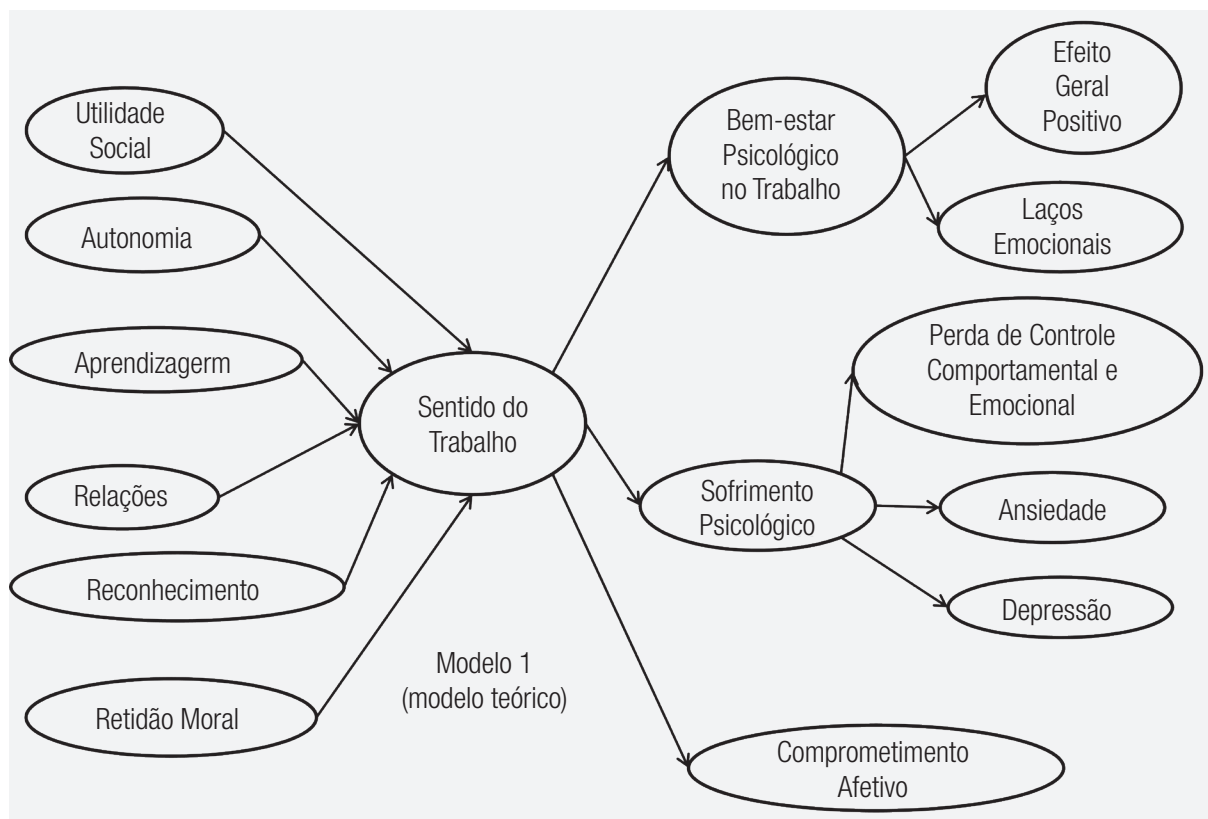 Utilidade
Social
Autonomia
Aprendizagerm
Relações
Reconhecimento
Retidão Moral
Sentido do
Trabalho
Modelo 1
(modelo teórico)
Bem-estar
Psicológico
no Trabalho
Efeito
Geral
Positivo
Laços
Emocionais
Sofrimento
Psicológico
Perda de Controle
Comportamental e
Emocional
Ansiedade
Depressão
Comprometimento
Afetivo